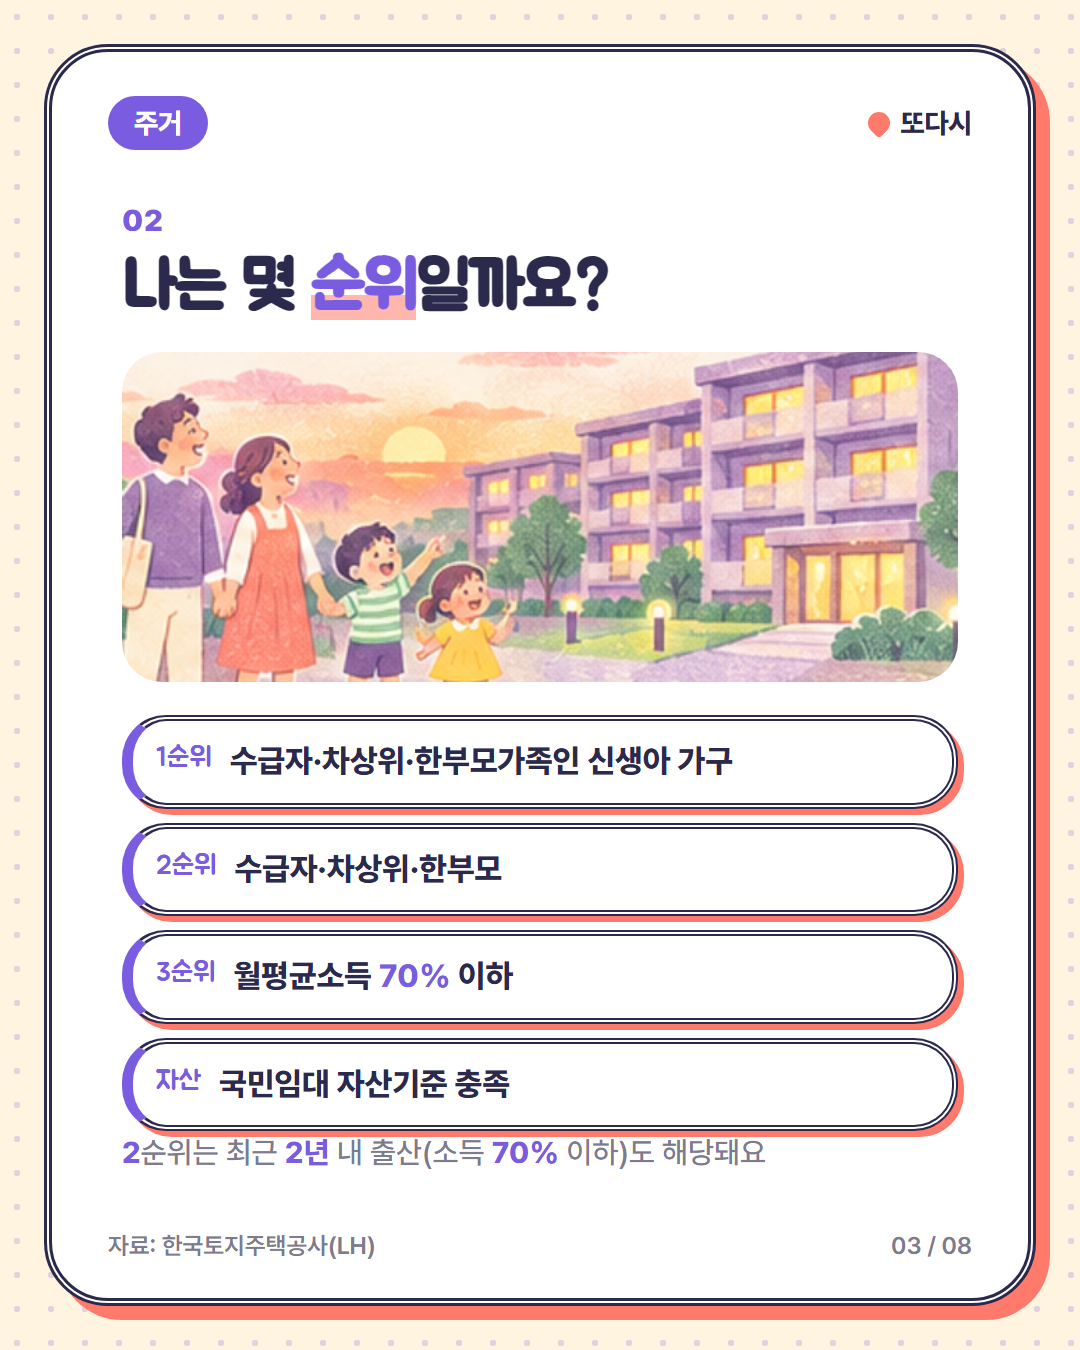 주거
또다시
02
나는 몇 순위일까요?
1순위 수급자·차상위·한부모가족인 신생아 가구
2순위 수급자·차상위·한부모
3순위 월평균소득 70% 이하
자산 국민임대 자산기준 충족
2순위는 최근 2년 내 출산(소득 70% 이하)도 해당돼요
자료: 한국토지주택공사(LH)
03 / 08